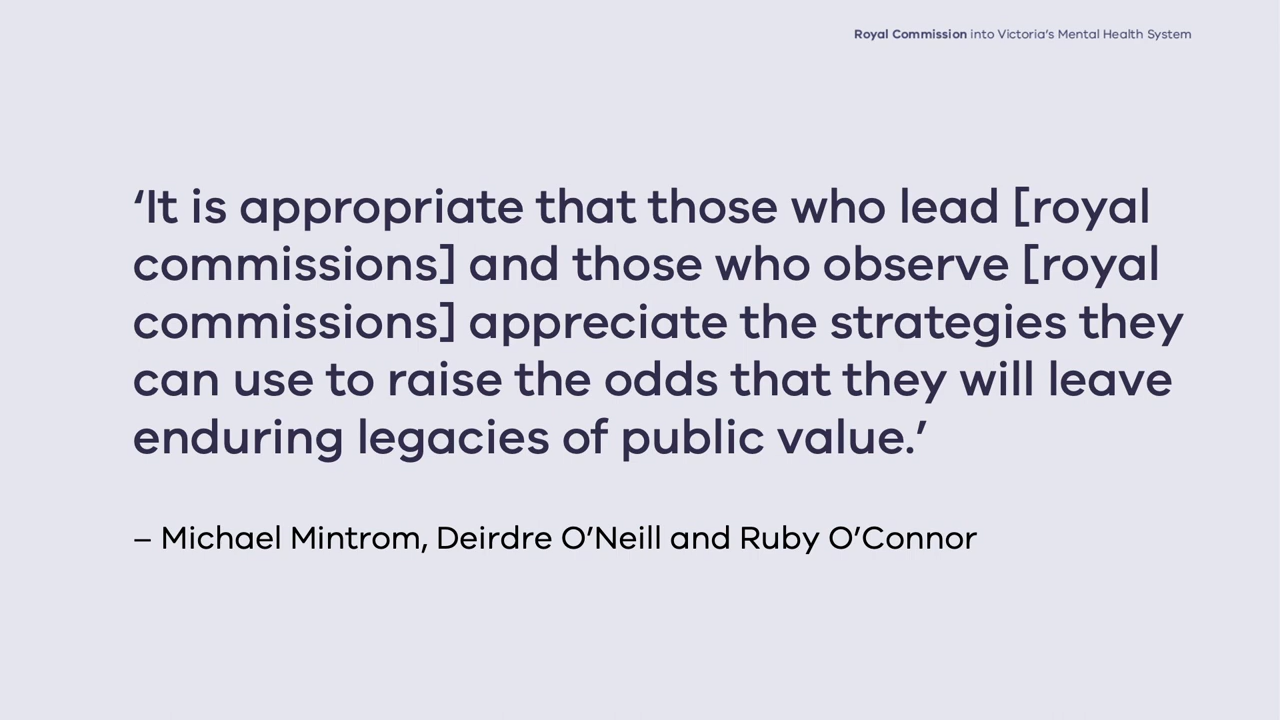 Royal Commission into Victoria's Mental Health System
‘It is appropriate that those who lead [royal
commissions] and those who observe [royal
commissions] appreciate the strategies they
can use to raise the odds that they will leave
enduring legacies of public value.’
– Michael Mintrom, Deirdre O’Neill and Ruby O’Connor